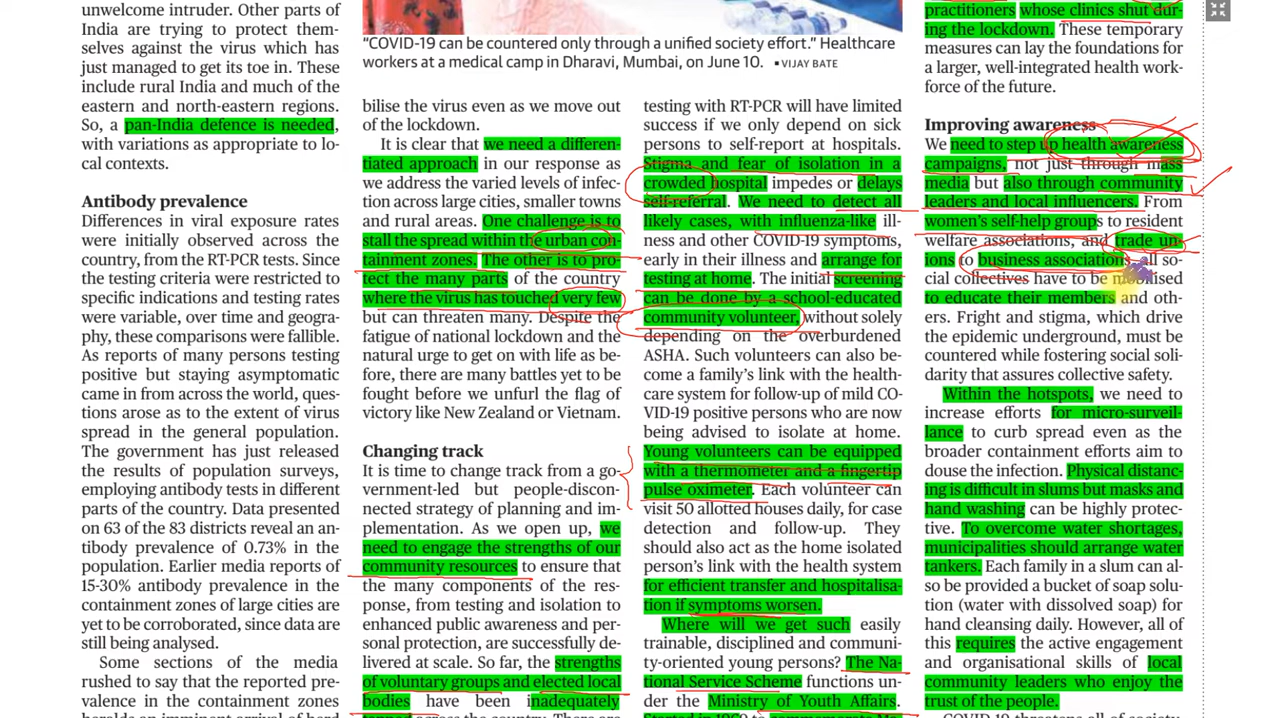 unwelcome intruder. Other parts of
India are trying to protect them-
selves against the virus which has
just managed to get its toe in. These
include rural India and much of the
eastern and north-eastern regions.
So, a pan-India defence is needed,
with variations as appropriate to lo-
cal contexts.
Antibody prevalence
Differences in viral exposure rates
were initially observed across the
country, from the RT-PCR tests. Since
the testing criteria were restricted to
specific indications and testing rates
were variable, over time and geogra-
phy, these comparisons were fallible.
As reports of many persons testing
positive but staying asymptomatic
came in from across the world, ques-
tions arose as to the extent of virus
spread in the general population.
The government has just released
the results of population surveys,
employing antibody tests in different
parts of the country. Data presented
on 63 of the 83 districts reveal an an-
tibody prevalence of 0.73% in the
population. Earlier media reports of
15-30% antibody prevalence in the
containment zones of large cities are
yet to be corroborated, since data are
still being analysed.
Some sections of the media
rushed to say that the reported pre-
valence in the containment zones
"COVID-19 can be countered only through a unified society effort." Healthcare
workers at a medical camp in Dharavi, Mumbai, on June 10. ▪ VIJAY BATE
bilise the virus even as we move out
of the lockdown.
It is clear that we need a differen-
tiated approach in our response as
we address the varied levels of infec-
tion across large cities, smaller towns
and rural areas. One challenge is to
stall the spread within the urban con-
tainment zones. The other is to pro-
tect the many parts of the country
where the virus has touched very few
but can threaten many. Despite the
fatigue of national lockdown and the
natural urge to get on with life as be-
fore, there are many battles yet to be
fought before we unfurl the flag of
victory like New Zealand or Vietnam.
Changing track
It is time to change track from a go-
vernment-led but people-discon-
nected strategy of planning and im-
plementation. As we open up, we
need to engage the strengths of our
community resources to ensure that
the many components of the res-
ponse, from testing and isolation to
enhanced public awareness and per-
sonal protection, are successfully de-
livered at scale. So far, the strengths
of voluntary groups and elected local
bodies have been inadequately
testing with RT-PCR will have limited
success if we only depend on sick
persons to self-report at hospitals.
Stigma and fear of isolation in a
crowded hospital impedes or delays
self-referral. We need to detect all
likely cases, with influenza-like ill-
ness and other COVID-19 symptoms,
early in their illness and arrange for
testing at home. The initial screening
can be done by a school-educated
community volunteer, without solely
depending on the overburdened
ASHA. Such volunteers can also be-
come a family's link with the health-
care system for follow-up of mild CO-
VID-19 positive persons who are now
being advised to isolate at home.
Young volunteers can be equipped
with a thermometer and a fingertip
pulse oximeter. Each volunteer can
visit 50 allotted houses daily, for case
detection and follow-up. They
should also act as the home isolated
person's link with the health system
for efficient transfer and hospitalisa-
tion if symptoms worsen.
Where will we get such easily
trainable, disciplined and communi-
ty-oriented young persons? The Na-
tional Service Scheme functions un-
der the Ministry of Youth Affairs.
practitioners whose clinics shut dur-
ing the lockdown. These temporary
measures can lay the foundations for
a larger, well-integrated health work-
force of the future.
Improving awareness
We need to step up health awareness
campaigns, not just through mass
media but also through community
leaders and local influencers. From
women's self-help groups to resident
welfare associations, and trade un-
ions to business associations all so-
cial collectives have to be mobilised
to educate their members and oth-
ers. Fright and stigma, which drive
the epidemic underground, must be
countered while fostering social soli-
darity that assures collective safety.
Within the hotspots, we need to
increase efforts for micro-surveil-
lance to curb spread even as the
broader containment efforts aim to
douse the infection. Physical distanc-
ing is difficult in slums but masks and
hand washing can be highly protec-
tive. To overcome water shortages,
municipalities should arrange water
tankers. Each family in a slum can al-
so be provided a bucket of soap solu-
tion (water with dissolved soap) for
hand cleansing daily. However, all of
this requires the active engagement
and organisational skills of local
community leaders who enjoy the
trust of the people.